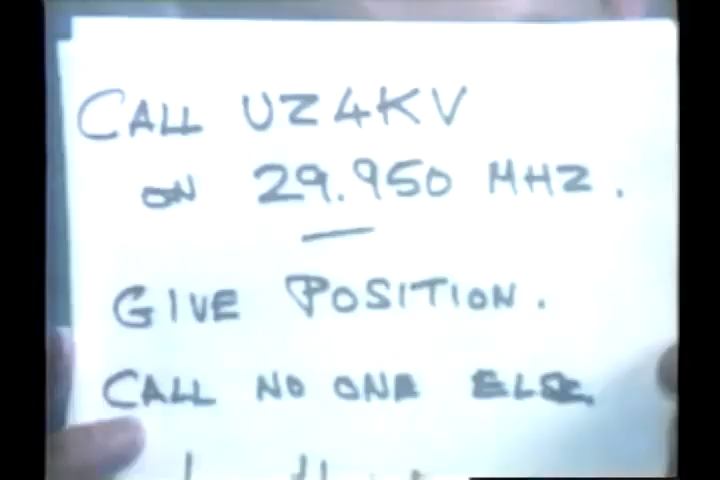 CALL UZ4KV
ON 29.950 MHZ.
GIVE POSITION.
CALL NO ONE ELSE